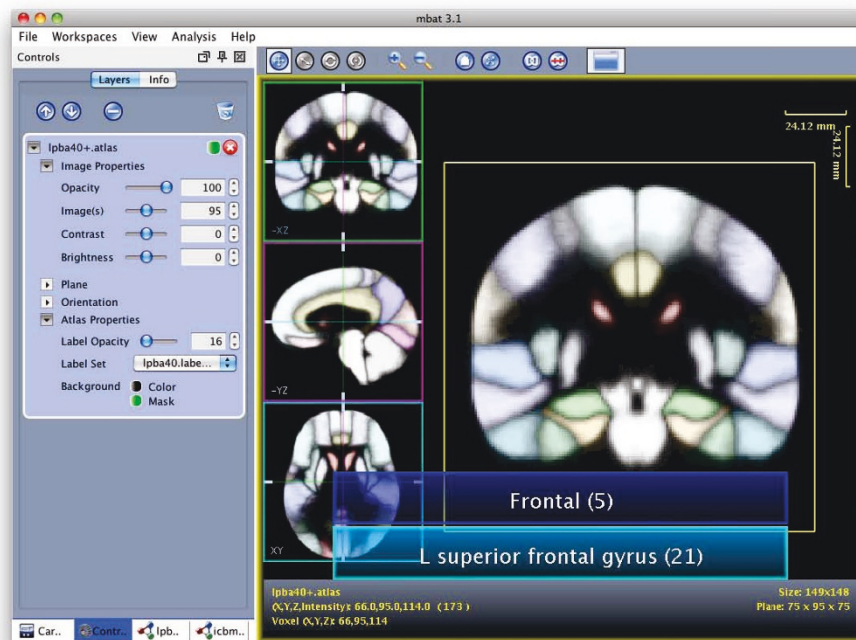 mbat 3.1
File Workspaces View Analysis Help
Controls
Layers Info
lpba40+.atlas
Image Properties
Opacity 100
Image(s) 95
Contrast 0
Brightness 0
Plane
Orientation
Atlas Properties
Label Opacity 16
Label Set lpba40.labe...
Background Color
Mask
-XZ
-YZ
XY
24.12 mm
24.12 mm
Frontal (5)
L superior frontal gyrus (21)
lpba40+.atlas
(X,Y,Z,Intensity): 66.0,95.0,114.0 (173)
Voxel (X,Y,Z): 66,95,114
Size: 149x148
Plane: 75 x 95 x 75
Car.. Contr.. lpb.. icbm..